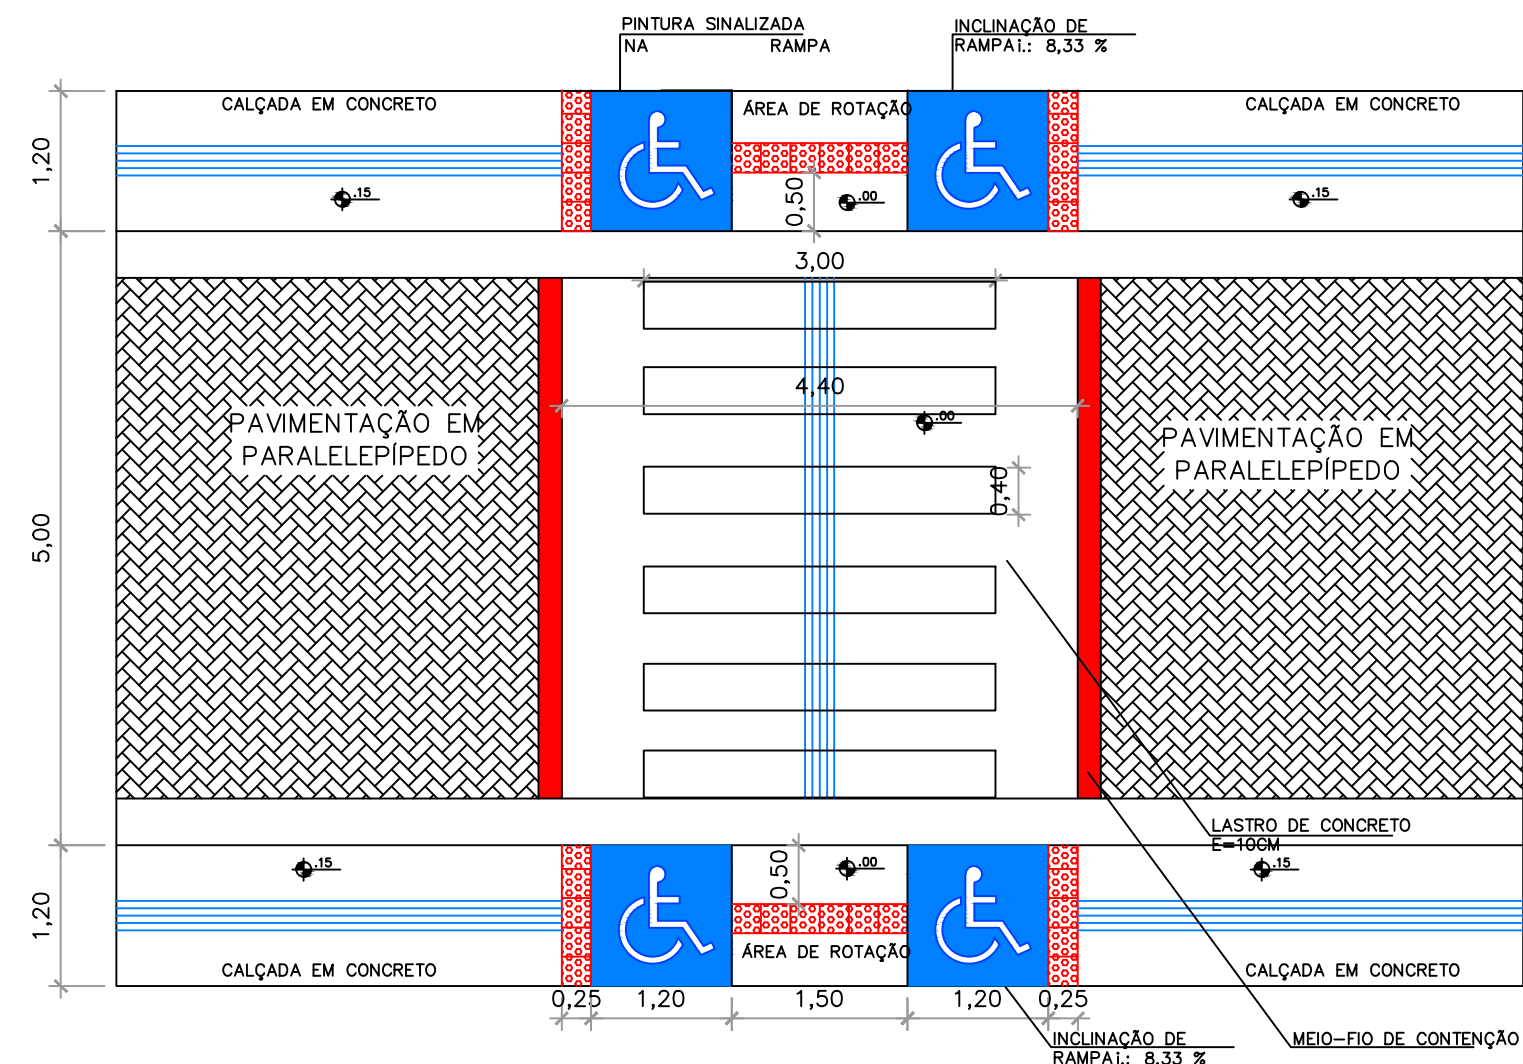 PINTURA SINALIZADA
NA RAMPA
INCLINAÇÃO DE
RAMPAi.: 8,33 %
CALÇADA EM CONCRETO
ÁREA DE ROTAÇÃO
CALÇADA EM CONCRETO
1,20
.15
0,50
.00
.15
3,00
4,40
.00
PAVIMENTAÇÃO EM
PARALELEPÍPEDO
PAVIMENTAÇÃO EM
PARALELEPÍPEDO
0,40
5,00
LASTRO DE CONCRETO
E=10CM
.15
0,50
.00
.15
1,20
ÁREA DE ROTAÇÃO
CALÇADA EM CONCRETO
CALÇADA EM CONCRETO
0,25
1,20
1,50
1,20
0,25
INCLINAÇÃO DE
RAMPAi.: 8,33 %
MEIO-FIO DE CONTENÇÃO